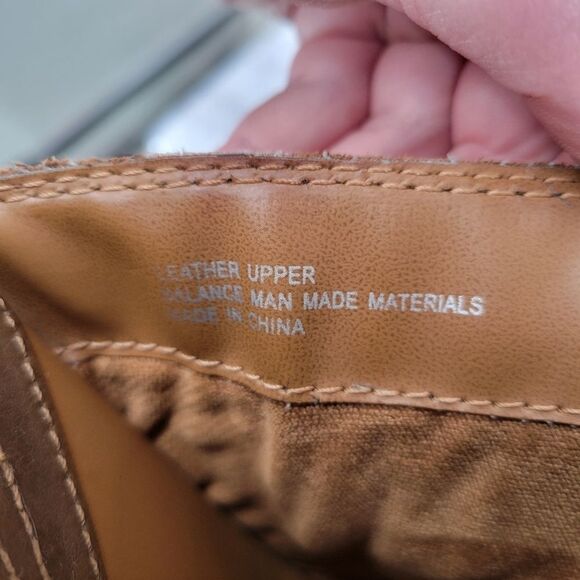 LEATHER UPPER
BALANCE MAN MADE MATERIALS
MADE IN CHINA